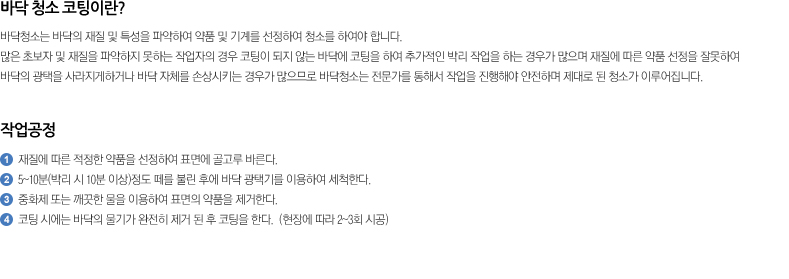 바닥 청소 코팅이란?
바닥청소는 바닥의 재질 및 특성을 파악하여 약품 및 기계를 선정하여 청소를 하여야 합니다.
많은 초보자 및 재질을 파악하지 못하는 작업자의 경우 코팅이 되지 않는 바닥에 코팅을 하여 추가적인 박리 작업을 하는 경우가 많으며 재질에 따른 약품 선정을 잘못하여
바닥의 광택을 사라지게하거나 바닥 자체를 손상시키는 경우가 많으므로 바닥청소는 전문가를 통해서 작업을 진행해야 안전하며 제대로 된 청소가 이루어집니다.
작업공정
1 재질에 따른 적정한 약품을 선정하여 표면에 골고루 바른다.
2 5~10분(박리 시 10분 이상)정도 떼를 불린 후에 바닥 광택기를 이용하여 세척한다.
3 중화제 또는 깨끗한 물을 이용하여 표면의 약품을 제거한다.
4 코팅 시에는 바닥의 물기가 완전히 제거 된 후 코팅을 한다. (현장에 따라 2~3회 시공)